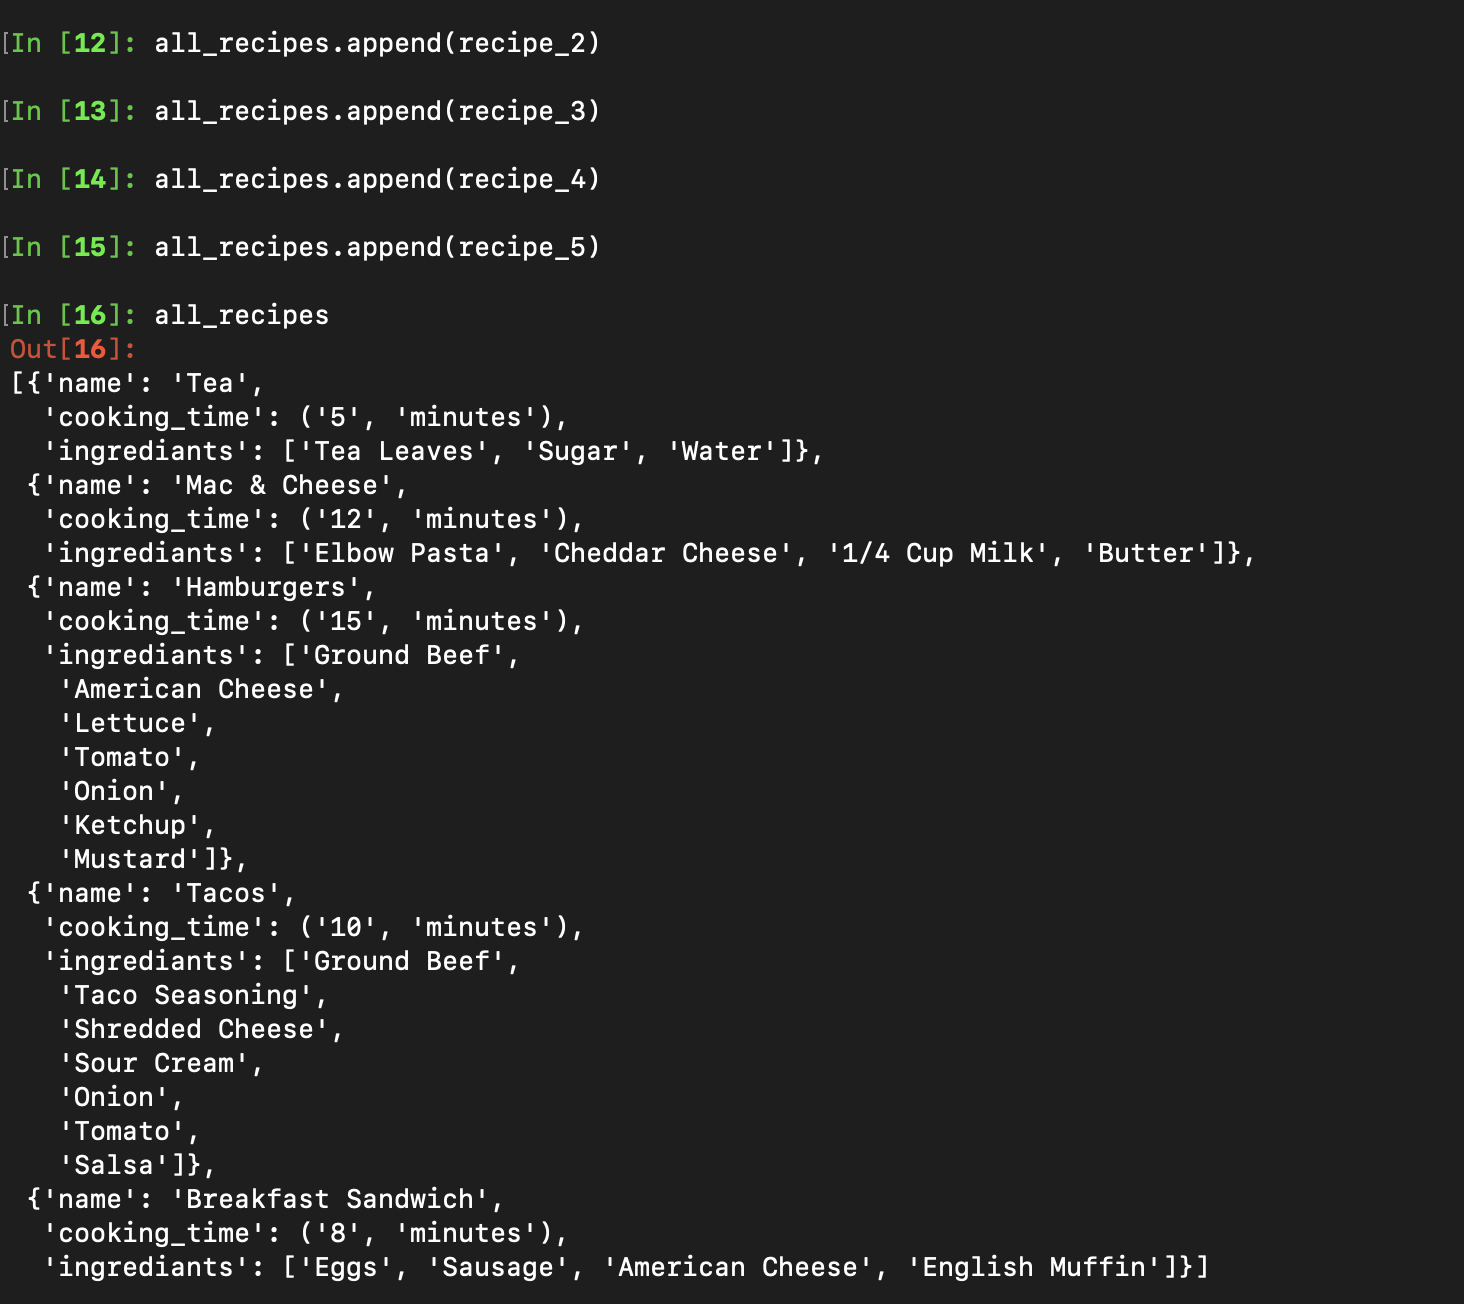 [In [12]: all_recipes.append(recipe_2)
[In [13]: all_recipes.append(recipe_3)
[In [14]: all_recipes.append(recipe_4)
[In [15]: all_recipes.append(recipe_5)
[In [16]: all_recipes
Out[16]:
[{'name': 'Tea',
  'cooking_time': ('5', 'minutes'),
  'ingrediants': ['Tea Leaves', 'Sugar', 'Water']},
 {'name': 'Mac & Cheese',
  'cooking_time': ('12', 'minutes'),
  'ingrediants': ['Elbow Pasta', 'Cheddar Cheese', '1/4 Cup Milk', 'Butter']},
 {'name': 'Hamburgers',
  'cooking_time': ('15', 'minutes'),
  'ingrediants': ['Ground Beef',
   'American Cheese',
   'Lettuce',
   'Tomato',
   'Onion',
   'Ketchup',
   'Mustard']},
 {'name': 'Tacos',
  'cooking_time': ('10', 'minutes'),
  'ingrediants': ['Ground Beef',
   'Taco Seasoning',
   'Shredded Cheese',
   'Sour Cream',
   'Onion',
   'Tomato',
   'Salsa']},
 {'name': 'Breakfast Sandwich',
  'cooking_time': ('8', 'minutes'),
  'ingrediants': ['Eggs', 'Sausage', 'American Cheese', 'English Muffin']}]